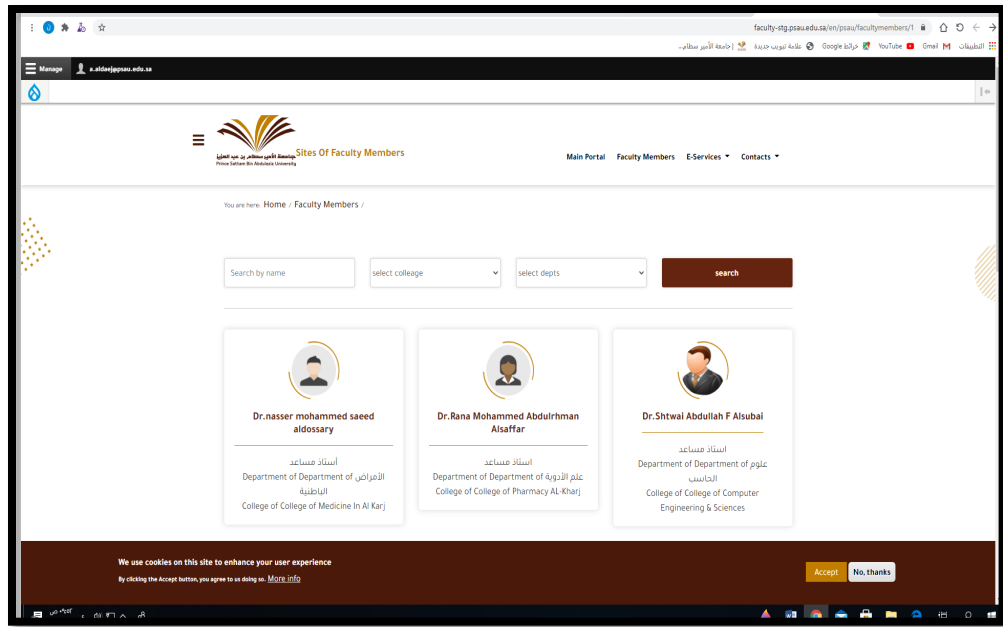 faculty-stg.psau.edu.sa/en/psau/facultymembers/1
التطبيقات
Gmail
YouTube
خرائط Google
علامة تبويب جديدة
جامعة الأمير سطام...
Manage
a.aldaej@psau.edu.sa
جامعة الأمير سطام بن عبد العزيز
Prince Sattam Bin Abdulaziz University
Sites Of Faculty Members
Main Portal Faculty Members E-Services Contacts
You are here: Home / Faculty Members /
Search by name
select colleage
select depts
search
Dr.nasser mohammed saeed
aldossary
أستاذ مساعد
Department of Department of الأمراض
الباطنية
College of College of Medicine In Al Karj
Dr.Rana Mohammed Abdulrhman
Alsaffar
استاذ مساعد
Department of Department of علم الأدوية
College of College of Pharmacy AL-Kharj
Dr.Shtwai Abdullah F Alsubai
استاذ مساعد
Department of Department of علوم
الحاسب
College of College of Computer
Engineering & Sciences
We use cookies on this site to enhance your user experience
By clicking the Accept button, you agree to us doing so. More info
Accept
No, thanks